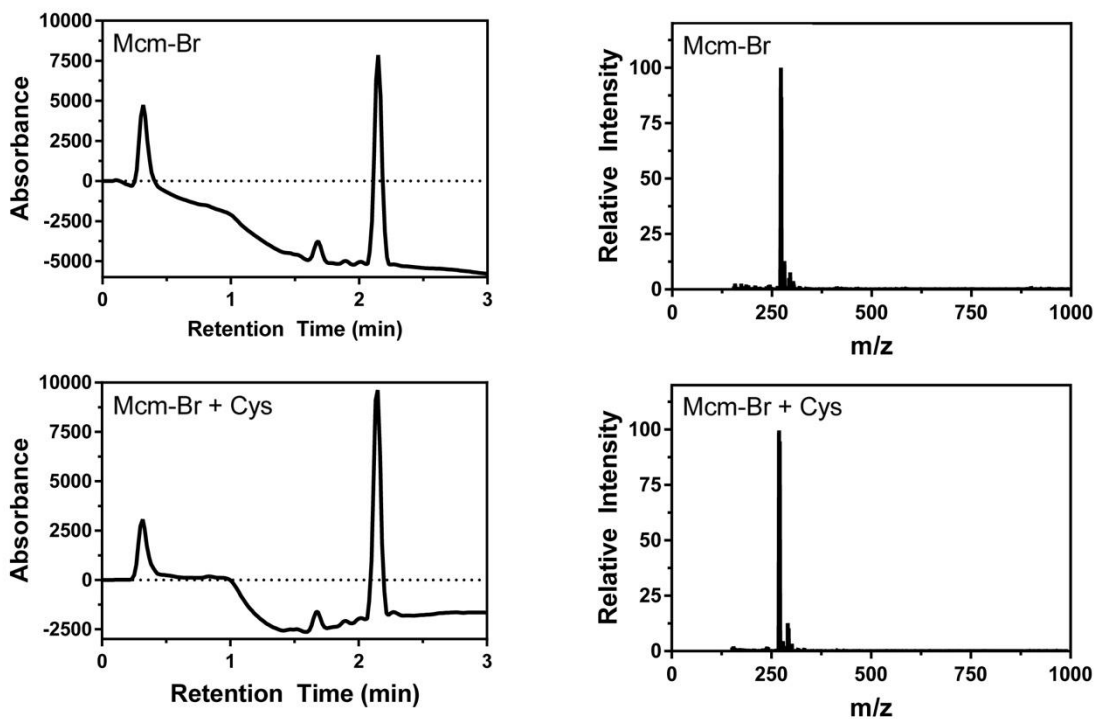 10000
7500
5000
2500
0
-2500
-5000
Absorbance
Mcm-Br
0 1 2 3
Retention Time (min)
100
75
50
25
0
Relative Intensity
Mcm-Br
0 250 500 750 1000
m/z
10000
7500
5000
2500
0
-2500
Absorbance
Mcm-Br + Cys
0 1 2 3
Retention Time (min)
100
75
50
25
0
Relative Intensity
Mcm-Br + Cys
0 250 500 750 1000
m/z